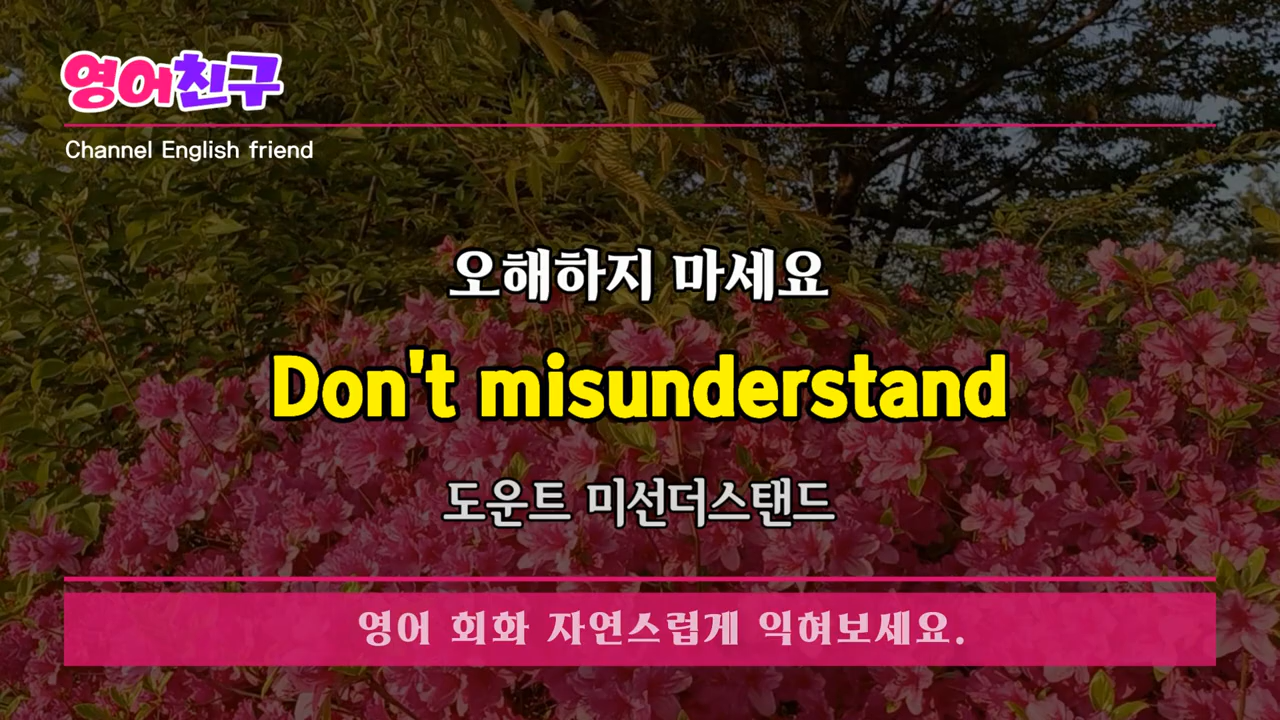 영어친구
Channel English friend
오해하지 마세요
Don't misunderstand
도운트 미선더스탠드
영어 회화 자연스럽게 익혀보세요.